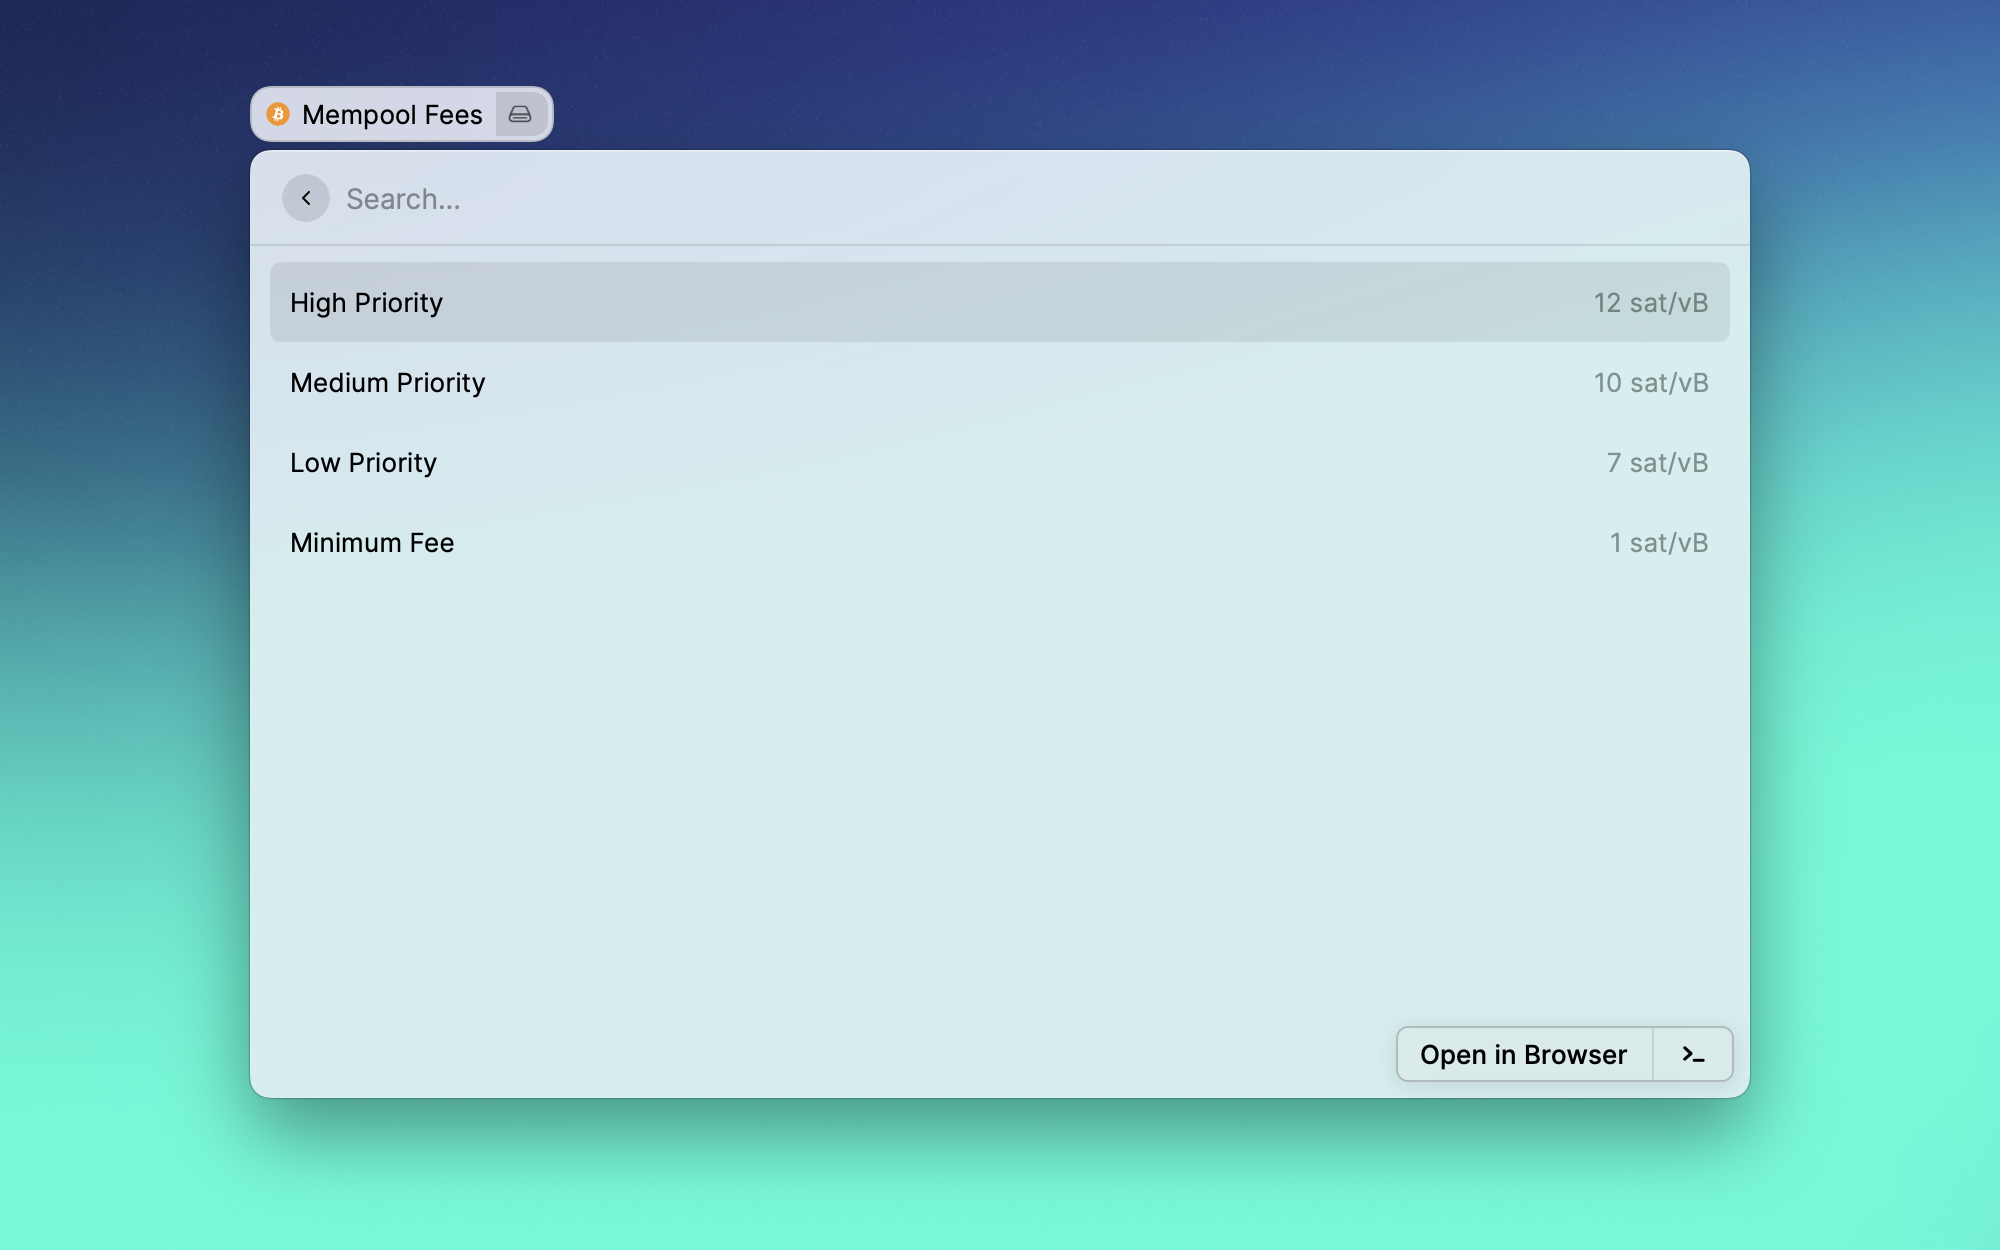 Mempool Fees
Search...
High Priority 12 sat/vB
Medium Priority 10 sat/vB
Low Priority 7 sat/vB
Minimum Fee 1 sat/vB
Open in Browser